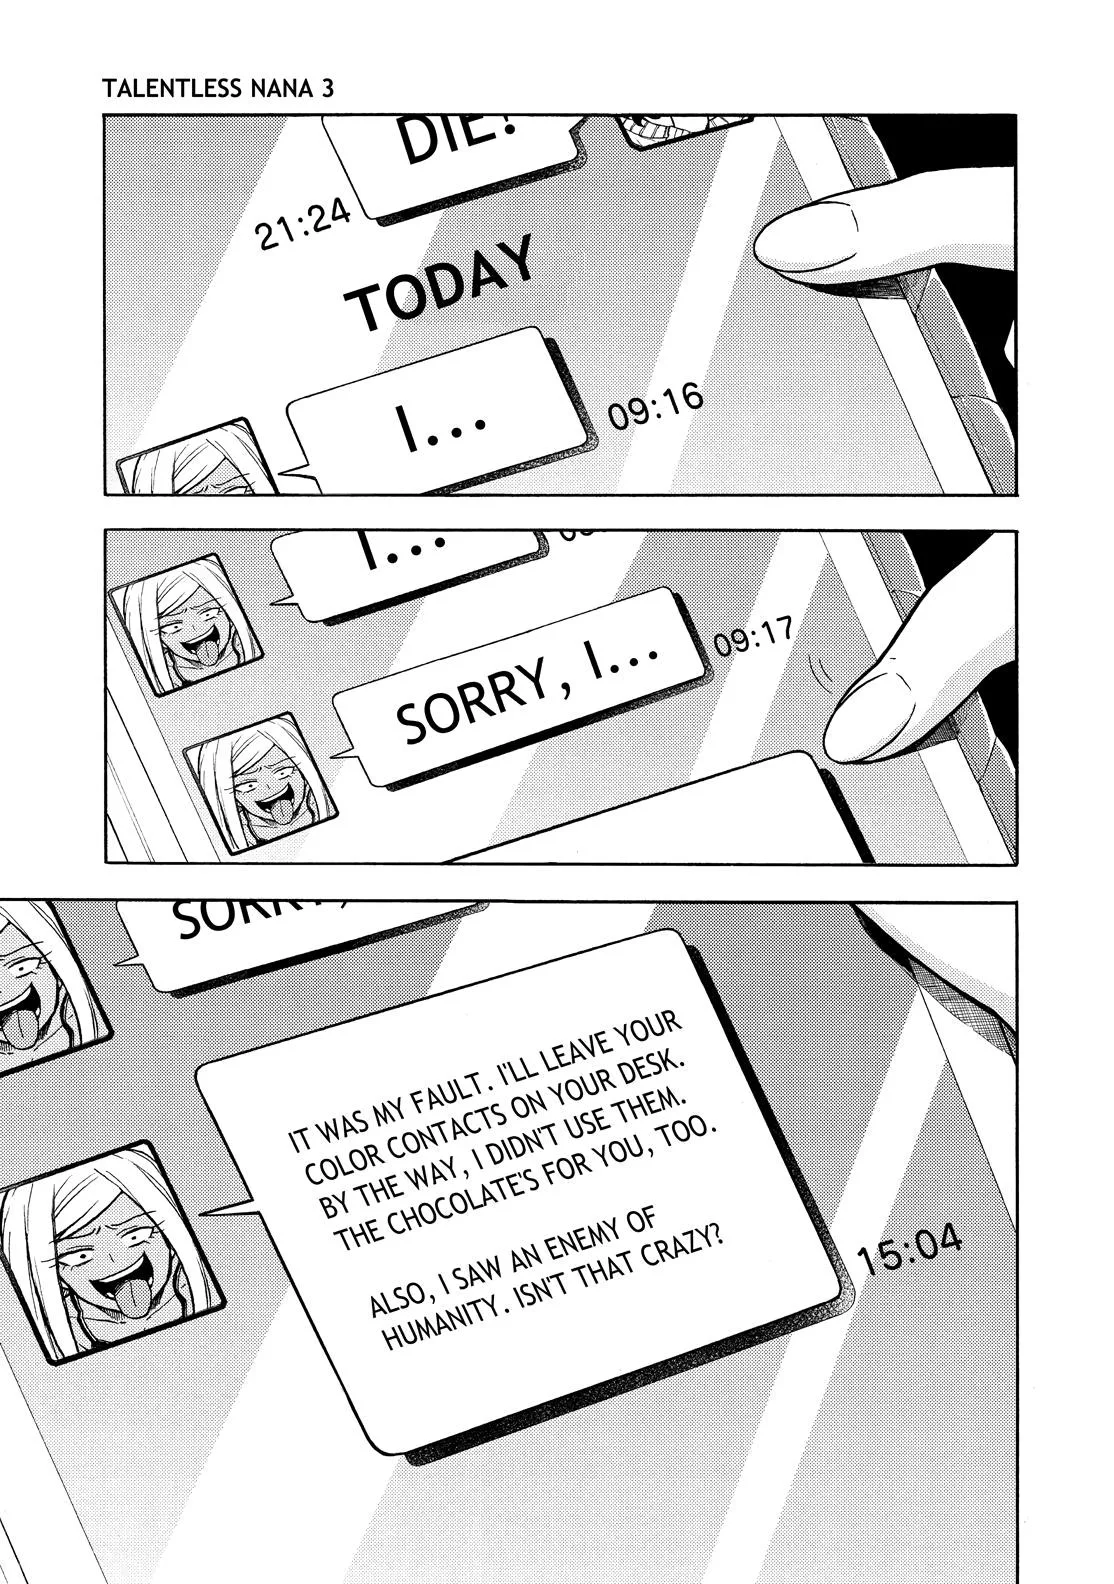 TALENTLESS NANA 3
DIE!
21:24
TODAY
I...
09:16
I...
SORRY, I...
09:17
SORRY,
IT WAS MY FAULT. I'LL LEAVE YOUR
COLOR CONTACTS ON YOUR DESK.
BY THE WAY, I DIDN'T USE THEM.
THE CHOCOLATE'S FOR YOU, TOO.
ALSO, I SAW AN ENEMY OF
HUMANITY. ISN'T THAT CRAZY?
15:04